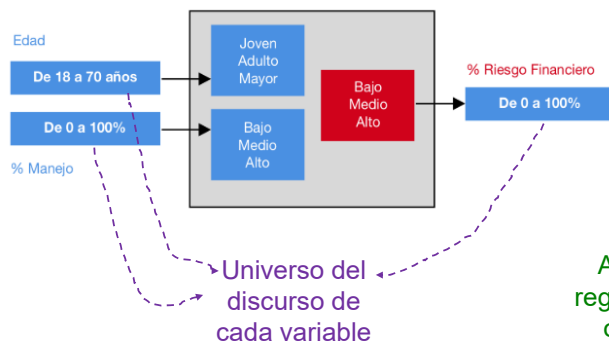 Edad
De 18 a 70 años
De 0 a 100%
% Manejo
Joven
Adulto
Mayor
Bajo
Medio
Alto
Bajo
Medio
Alto
% Riesgo Financiero
De 0 a 100%
Universo del
discurso de
cada variable